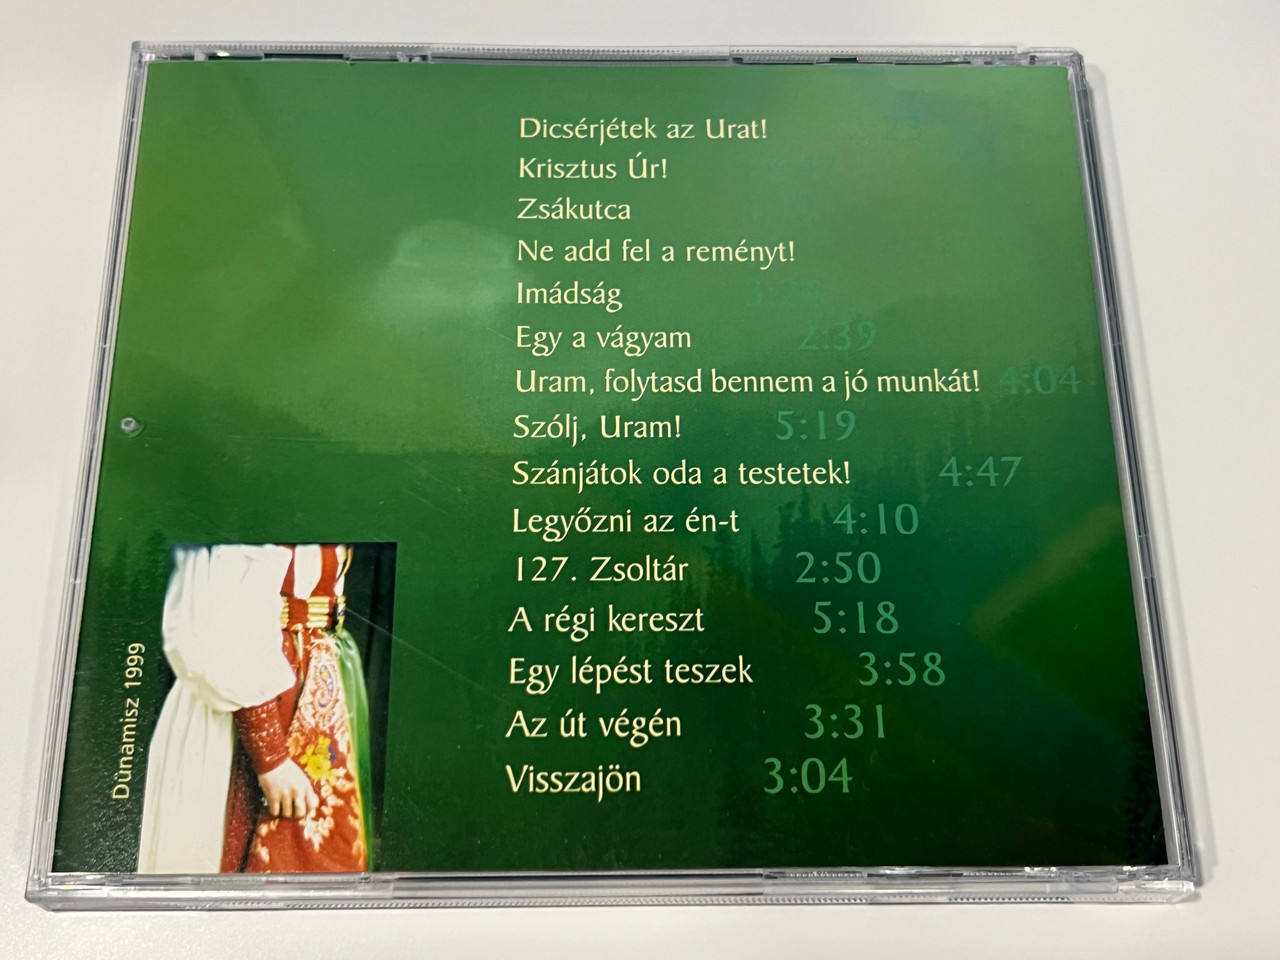 Dicsérjétek az Urat!
Krisztus Úr!
Zsákutca
Ne add fel a reményt!
Imádság
Egy a vágyam 2:39
Uram, folytasd bennem a jó munkát! 4:04
Szólj, Uram! 5:19
Szánjátok oda a testetek! 4:47
Legyőzni az én-t 4:10
127. Zsoltár 2:50
A régi kereszt 5:18
Egy lépést teszek 3:58
Az út végén 3:31
Visszajön 3:04
Dünamisz 1999